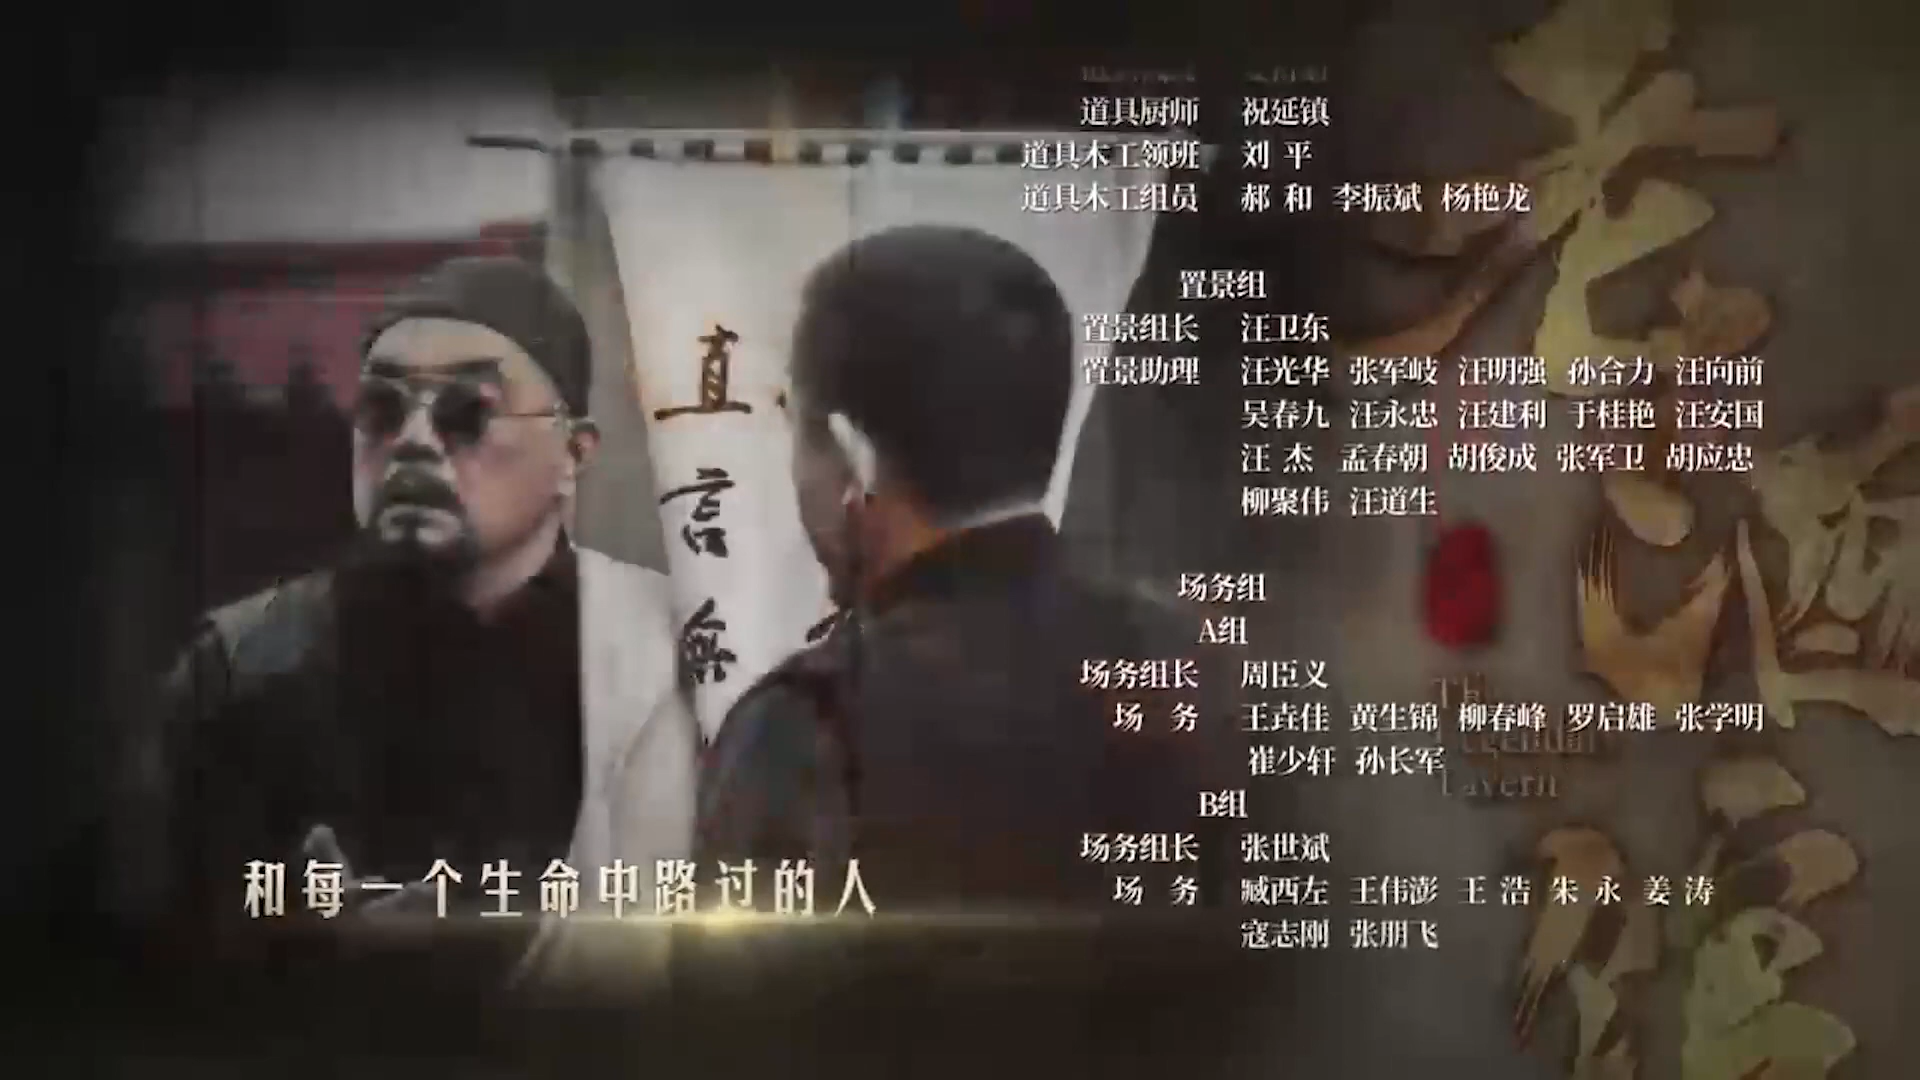 道具厨师 祝延镇
道具木工领班 刘 平
道具木工组员 郝 和 李振斌 杨艳龙
置景组
置景组长 汪卫东
置景助理 汪光华 张军岐 汪明强 孙合力 汪向前
吴春九 汪永忠 汪建利 于桂艳 汪安国
汪 杰 孟春朝 胡俊成 张军卫 胡应忠
柳聚伟 汪道生
场务组
A组
场务组长 周臣义
场 务 王垚佳 黄生锦 柳春峰 罗启雄 张学明
崔少轩 孙长军
B组
场务组长 张世斌
场 务 臧西左 王伟澎 王 浩 朱 永 姜 涛
寇志刚 张朋飞
直
言
无
和每一个生命中路过的人
老酒馆
The
Legendary
Tavern